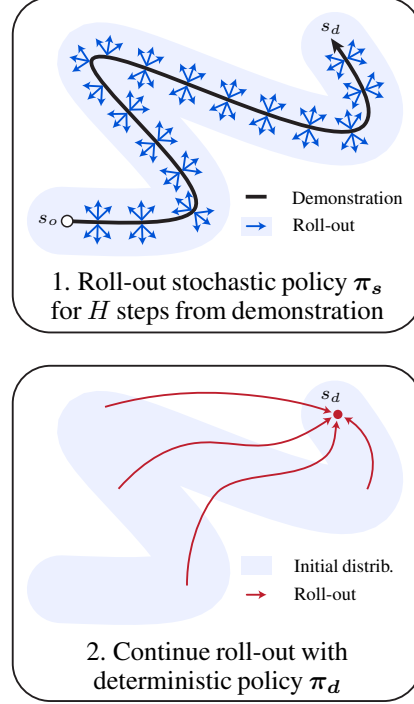 s_d
s_o
Demonstration
Roll-out
1. Roll-out stochastic policy π_s
for H steps from demonstration
s_d
Initial distrib.
Roll-out
2. Continue roll-out with
deterministic policy π_d